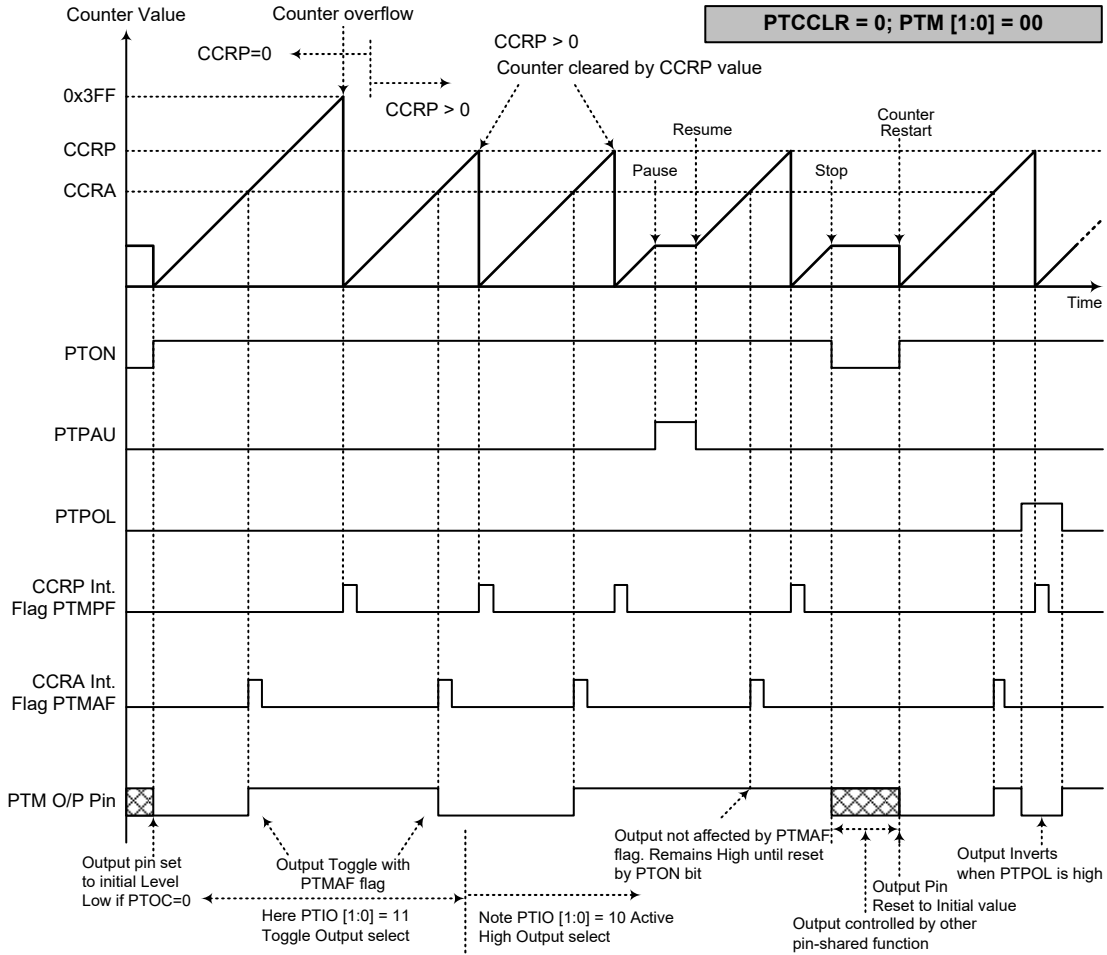 Counter Value
Counter overflow
PTCCLR = 0; PTM [1:0] = 00
CCRP=0
CCRP > 0
CCRP > 0
Counter cleared by CCRP value
0x3FF
CCRP
CCRA
Pause
Resume
Stop
Counter
Restart
Time
PTON
PTPAU
PTPOL
CCRP Int.
Flag PTMPF
CCRA Int.
Flag PTMAF
PTM O/P Pin
Output pin set
to initial Level
Low if PTOC=0
Output Toggle with
PTMAF flag
Here PTIO [1:0] = 11
Toggle Output select
Note PTIO [1:0] = 10 Active
High Output select
Output not affected by PTMAF
flag. Remains High until reset
by PTON bit
Output Pin
Reset to Initial value
Output controlled by other
pin-shared function
Output Inverts
when PTPOL is high